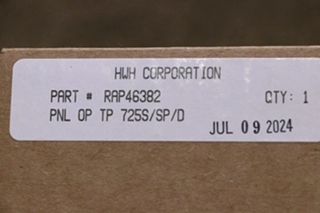 HWH CORPORATION
PART # RAP46382 QTY: 1
PNL OP TP 725S/SP/D
JUL 09 2024